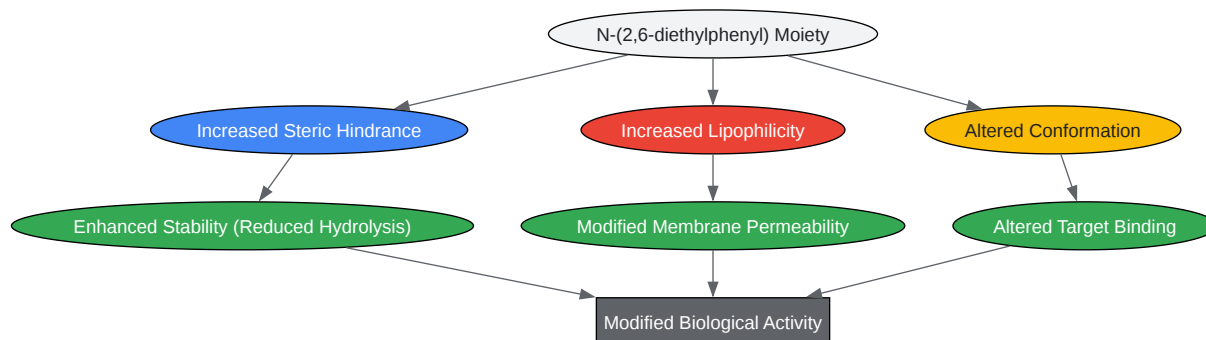 N-(2,6-diethylphenyl) Moiety
Increased Steric Hindrance
Increased Lipophilicity
Altered Conformation
Enhanced Stability (Reduced Hydrolysis)
Modified Membrane Permeability
Altered Target Binding
Modified Biological Activity